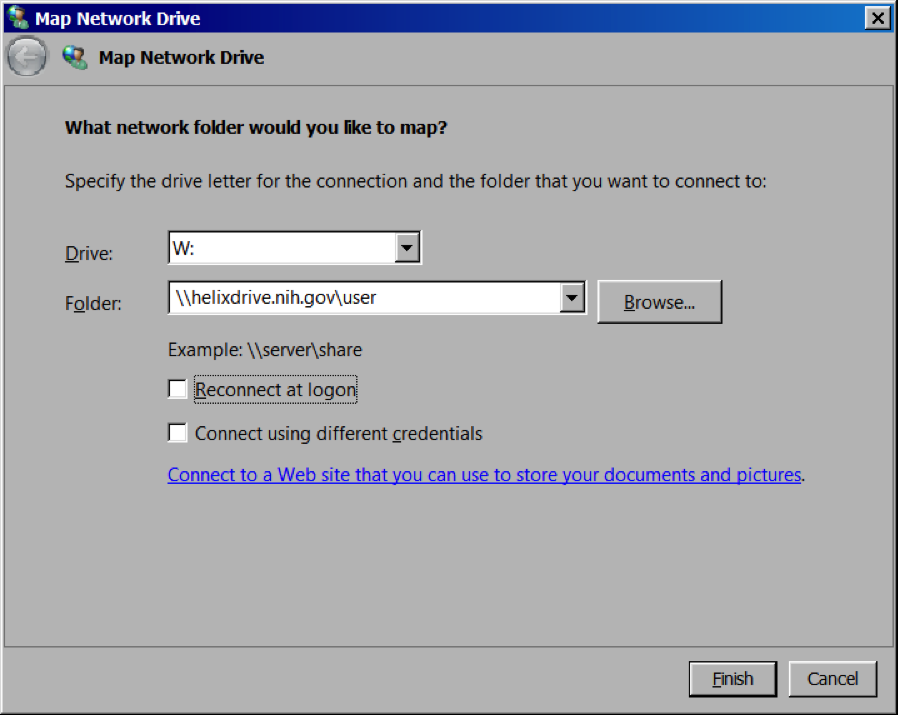 Map Network Drive
Map Network Drive
What network folder would you like to map?
Specify the drive letter for the connection and the folder that you want to connect to:
Drive: W:
Folder: \\helixdrive.nih.gov\user Browse...
Example: \\server\share
Reconnect at logon
Connect using different credentials
Connect to a Web site that you can use to store your documents and pictures.
Finish Cancel